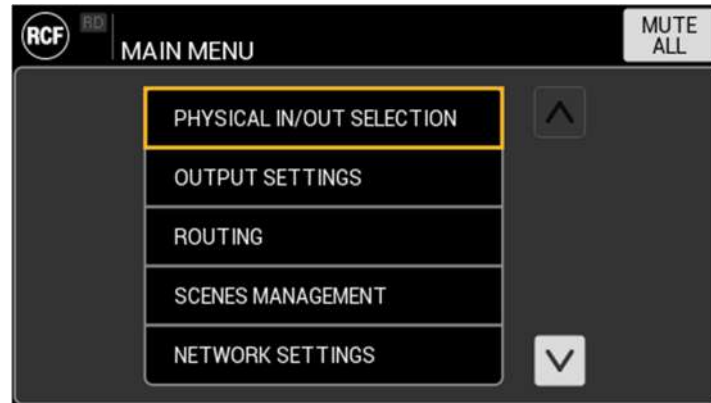 RCF
RD
MAIN MENU
MUTE
ALL
PHYSICAL IN/OUT SELECTION
OUTPUT SETTINGS
ROUTING
SCENES MANAGEMENT
NETWORK SETTINGS